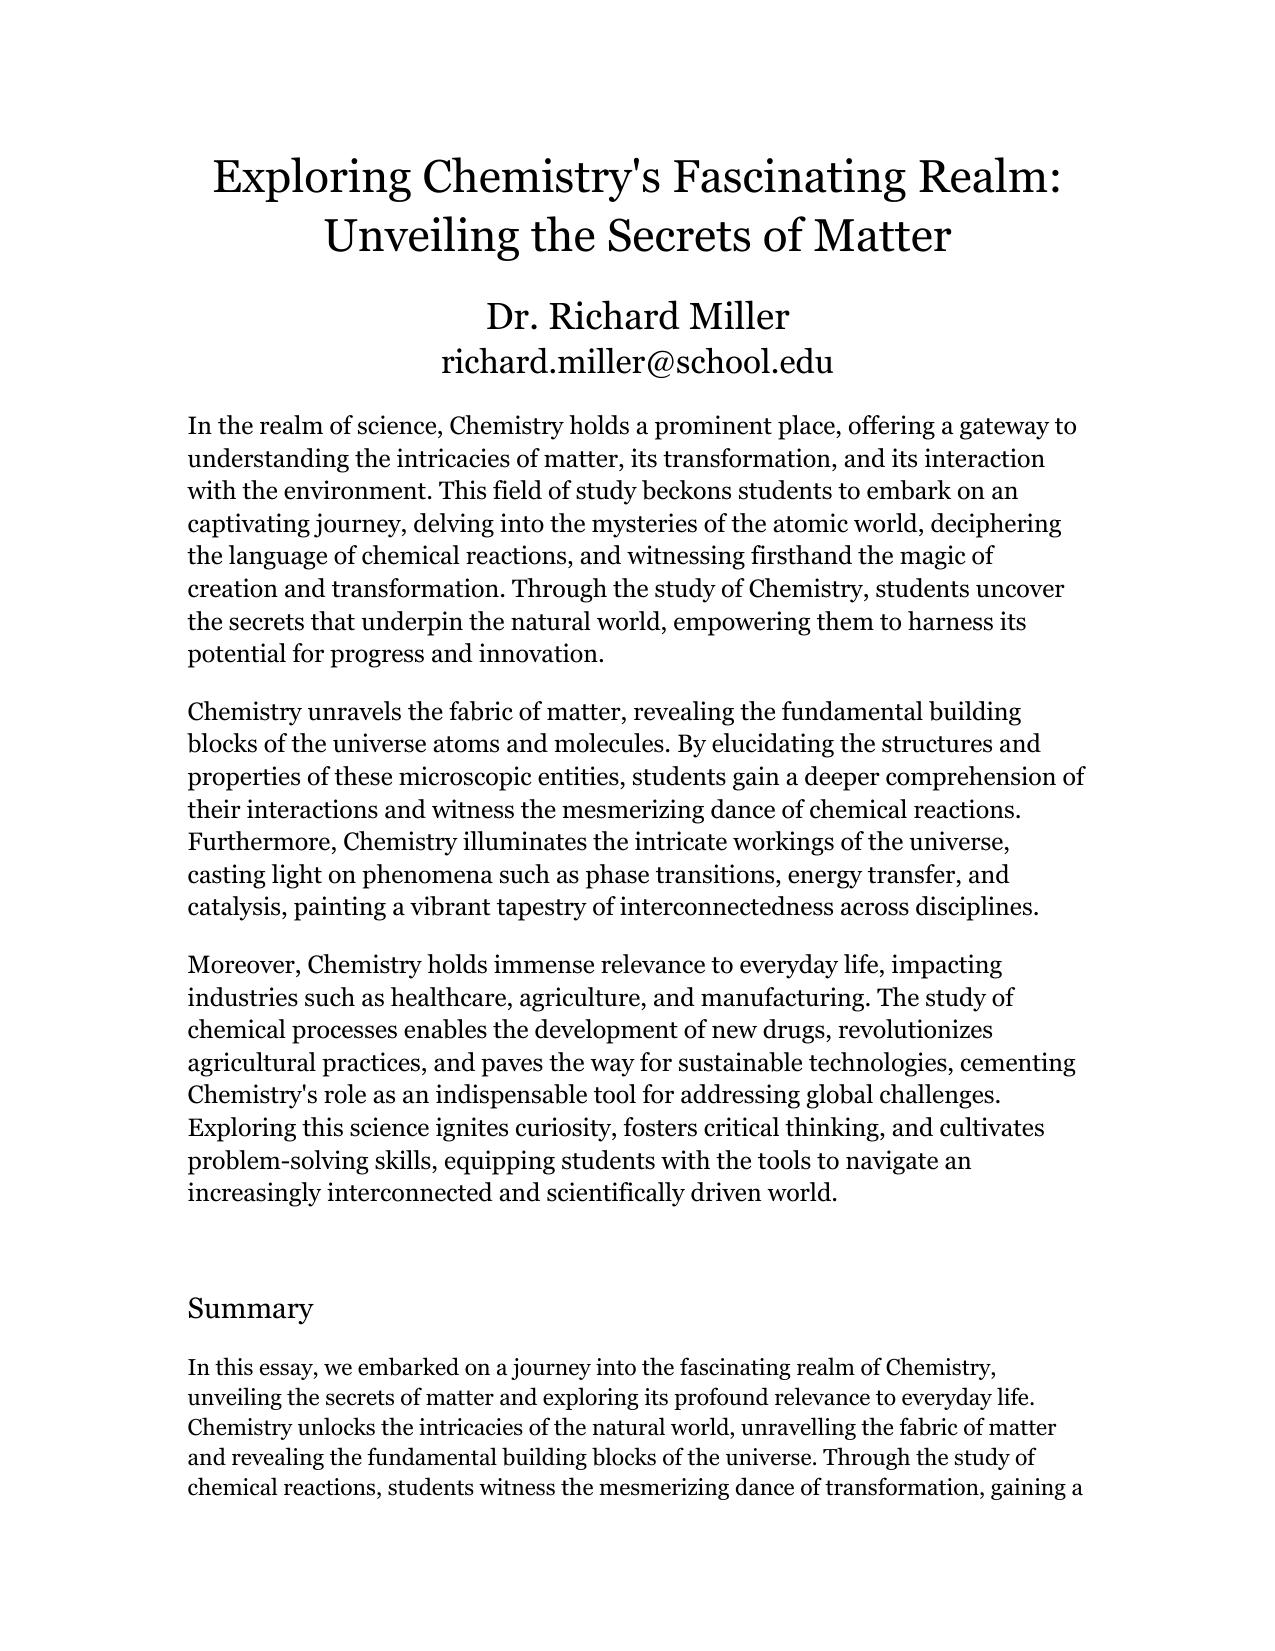 Exploring Chemistry's Fascinating Realm:
Unveiling the Secrets of Matter
Dr. Richard Miller
richard.miller@school.edu
In the realm of science, Chemistry holds a prominent place, offering a gateway to
understanding the intricacies of matter, its transformation, and its interaction
with the environment. This field of study beckons students to embark on an
captivating journey, delving into the mysteries of the atomic world, deciphering
the language of chemical reactions, and witnessing firsthand the magic of
creation and transformation. Through the study of Chemistry, students uncover
the secrets that underpin the natural world, empowering them to harness its
potential for progress and innovation.
Chemistry unravels the fabric of matter, revealing the fundamental building
blocks of the universe atoms and molecules. By elucidating the structures and
properties of these microscopic entities, students gain a deeper comprehension of
their interactions and witness the mesmerizing dance of chemical reactions.
Furthermore, Chemistry illuminates the intricate workings of the universe,
casting light on phenomena such as phase transitions, energy transfer, and
catalysis, painting a vibrant tapestry of interconnectedness across disciplines.
Moreover, Chemistry holds immense relevance to everyday life, impacting
industries such as healthcare, agriculture, and manufacturing. The study of
chemical processes enables the development of new drugs, revolutionizes
agricultural practices, and paves the way for sustainable technologies, cementing
Chemistry's role as an indispensable tool for addressing global challenges.
Exploring this science ignites curiosity, fosters critical thinking, and cultivates
problem-solving skills, equipping students with the tools to navigate an
increasingly interconnected and scientifically driven world.
Summary
In this essay, we embarked on a journey into the fascinating realm of Chemistry,
unveiling the secrets of matter and exploring its profound relevance to everyday life.
Chemistry unlocks the intricacies of the natural world, unravelling the fabric of matter
and revealing the fundamental building blocks of the universe. Through the study of
chemical reactions, students witness the mesmerizing dance of transformation, gaining a